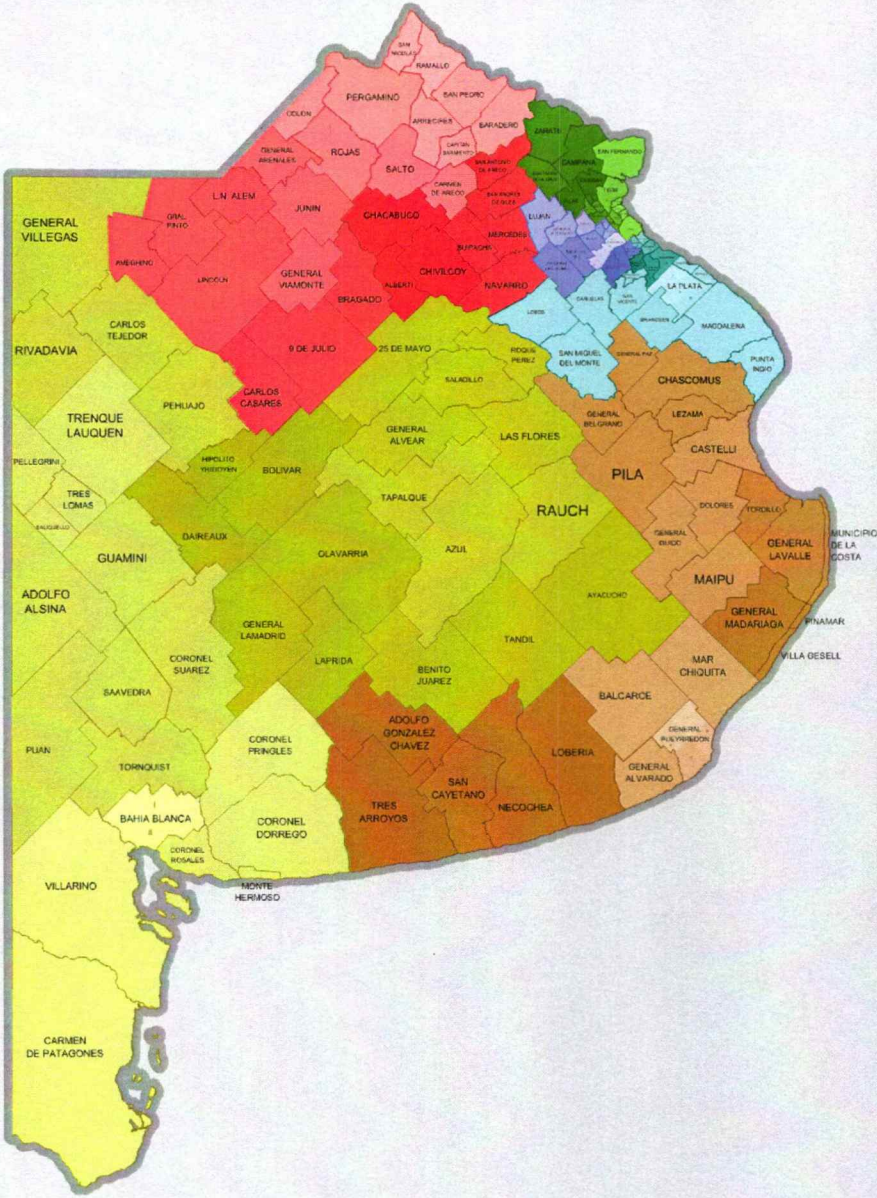 SAN
NICOLAS
RAMALLO
SAN PEDRO
PERGAMINO
COLON
ARRECIFES
BARADERO
CAPITAN
SARMIENTO
ZARATE
CAMPANA
SAN FERNANDO
GENERAL
ARENALES
ROJAS
SALTO
CARMEN
DE ARECO
SAN ANTONIO
DE ARECO
L.N. ALEM
JUNIN
CHACABUCO
LUJAN
GENERAL
VILLEGAS
GRAL
PINTO
MERCEDES
SUIPACHA
AMEGHINO
LINCOLN
GENERAL
VIAMONTE
CHIVILCOY
ALBERTI
NAVARRO
BRAGADO
LA PLATA
LOBOS
CAÑUELAS
SAN
VICENTE
BRANDSEN
MAGDALENA
CARLOS
TEJEDOR
RIVADAVIA
9 DE JULIO
25 DE MAYO
ROQUE
PEREZ
SAN MIGUEL
DEL MONTE
GENERAL PAZ
PUNTA
INDIO
SALADILLO
CHASCOMUS
CARLOS
CASARES
PEHUAJO
TRENQUE
LAUQUEN
GENERAL
ALVEAR
LAS FLORES
GENERAL
BELGRANO
LEZAMA
CASTELLI
PELLEGRINI
HIPOLITO
YRIGOYEN
BOLIVAR
PILA
TRES
LOMAS
TAPALQUE
RAUCH
DOLORES
TORDILLO
SALIQUELLO
DAIREAUX
GUAMINI
OLAVARRIA
AZUL
GENERAL
GUIDO
GENERAL
LAVALLE
MUNICIPIO
DE LA
COSTA
ADOLFO
ALSINA
MAIPU
AYACUCHO
GENERAL
MADARIAGA
PINAMAR
GENERAL
LAMADRID
TANDIL
VILLA GESELL
CORONEL
SUAREZ
LAPRIDA
BENITO
JUAREZ
MAR
CHIQUITA
SAAVEDRA
BALCARCE
PUAN
CORONEL
PRINGLES
ADOLFO
GONZALEZ
CHAVEZ
GENERAL
PUEYRREDON
LOBERIA
TORNQUIST
GENERAL
ALVARADO
SAN
CAYETANO
TRES
ARROYOS
NECOCHEA
BAHIA BLANCA
CORONEL
DORREGO
CORONEL
ROSALES
VILLARINO
MONTE
HERMOSO
CARMEN
DE PATAGONES